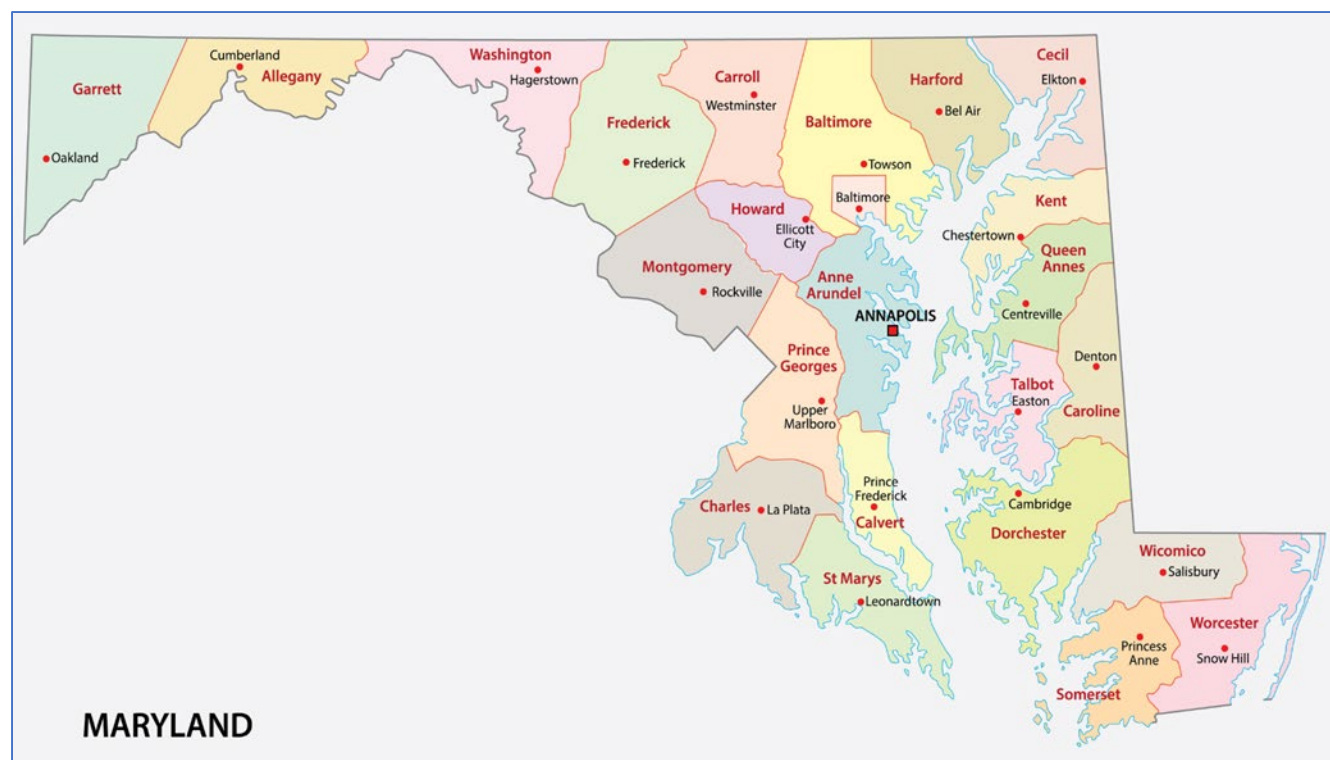 Garrett
Oakland
Cumberland
Allegany
Washington
Hagerstown
Frederick
Frederick
Carroll
Westminster
Baltimore
Towson
Baltimore
Harford
Bel Air
Cecil
Elkton
Kent
Chestertown
Queen
Annes
Centreville
Howard
Ellicott
City
Montgomery
Rockville
Anne
Arundel
ANNAPOLIS
Prince
Georges
Upper
Marlboro
Talbot
Easton
Denton
Caroline
Charles
La Plata
Prince
Frederick
Calvert
St Marys
Leonardtown
Cambridge
Dorchester
Wicomico
Salisbury
Worcester
Snow Hill
Princess
Anne
Somerset
MARYLAND